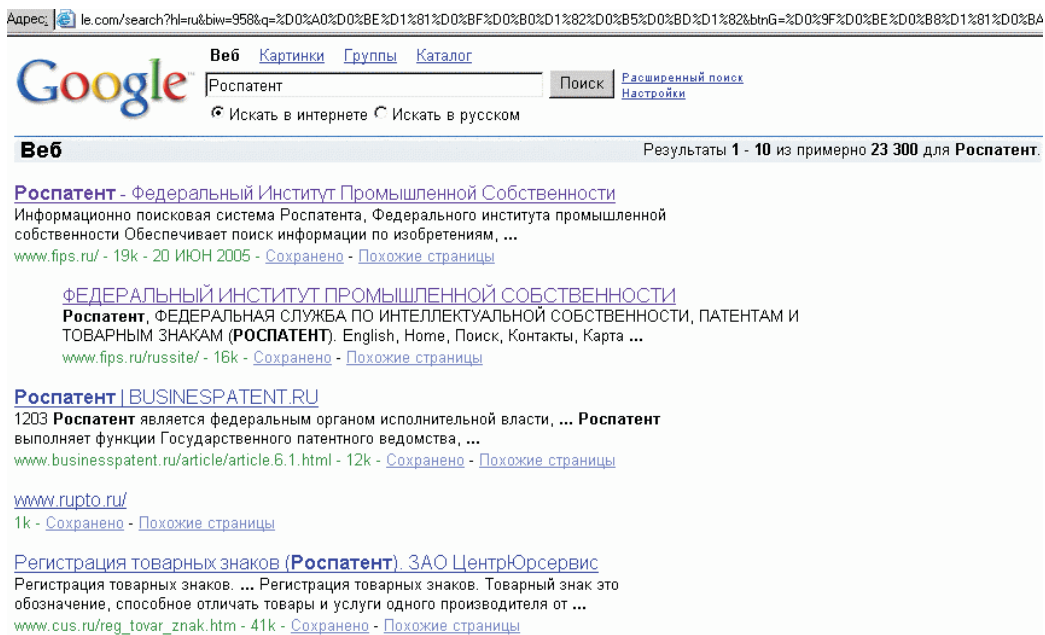 Адрес: le.com/search?hl=ru&biw=958&q=%D0%A0%D0%BE%D1%81%D0%BF%D0%B0%D1%82%D0%B5%D0%BD%D1%82&btnG=%D0%9F%D0%BE%D0%B8%D1%81%D0%BA
Google™
Веб Картинки Группы Каталог
Роспатент Поиск Расширенный поиск
Настройки
Искать в интернете Искать в русском
Веб Результаты 1 - 10 из примерно 23 300 для Роспатент.
Роспатент - Федеральный Институт Промышленной Собственности
Информационно поисковая система Роспатента, Федерального института промышленной
собственности Обеспечивает поиск информации по изобретениям, ...
www.fips.ru/ - 19k - 20 ИЮН 2005 - Сохранено - Похожие страницы
ФЕДЕРАЛЬНЫЙ ИНСТИТУТ ПРОМЫШЛЕННОЙ СОБСТВЕННОСТИ
Роспатент, ФЕДЕРАЛЬНАЯ СЛУЖБА ПО ИНТЕЛЛЕКТУАЛЬНОЙ СОБСТВЕННОСТИ, ПАТЕНТАМ И
ТОВАРНЫМ ЗНАКАМ (РОСПАТЕНТ). English, Home, Поиск, Контакты, Карта ...
www.fips.ru/russite/ - 16k - Сохранено - Похожие страницы
Роспатент | BUSINESPATENT.RU
1203 Роспатент является федеральным органом исполнительной власти, ... Роспатент
выполняет функции Государственного патентного ведомства, ...
www.businesspatent.ru/article/article.6.1.html - 12k - Сохранено - Похожие страницы
www.rupto.ru/
1k - Сохранено - Похожие страницы
Регистрация товарных знаков (Роспатент). ЗАО ЦентрЮрсервис
Регистрация товарных знаков. ... Регистрация товарных знаков. Товарный знак это
обозначение, способное отличать товары и услуги одного производителя от ...
www.cus.ru/reg_tovar_znak.htm - 41k - Сохранено - Похожие страницы